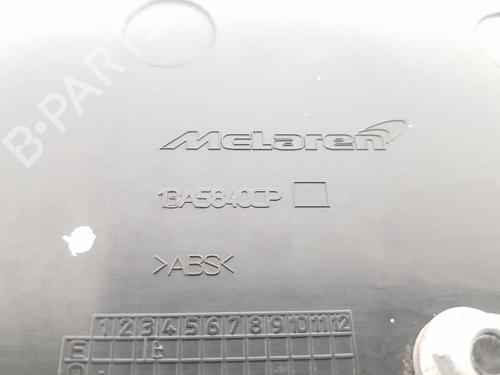 B-PARTS
McLaren
13A5840CP
>ABS<
1 2 3 4 5 6 7 8 9 10 11 12